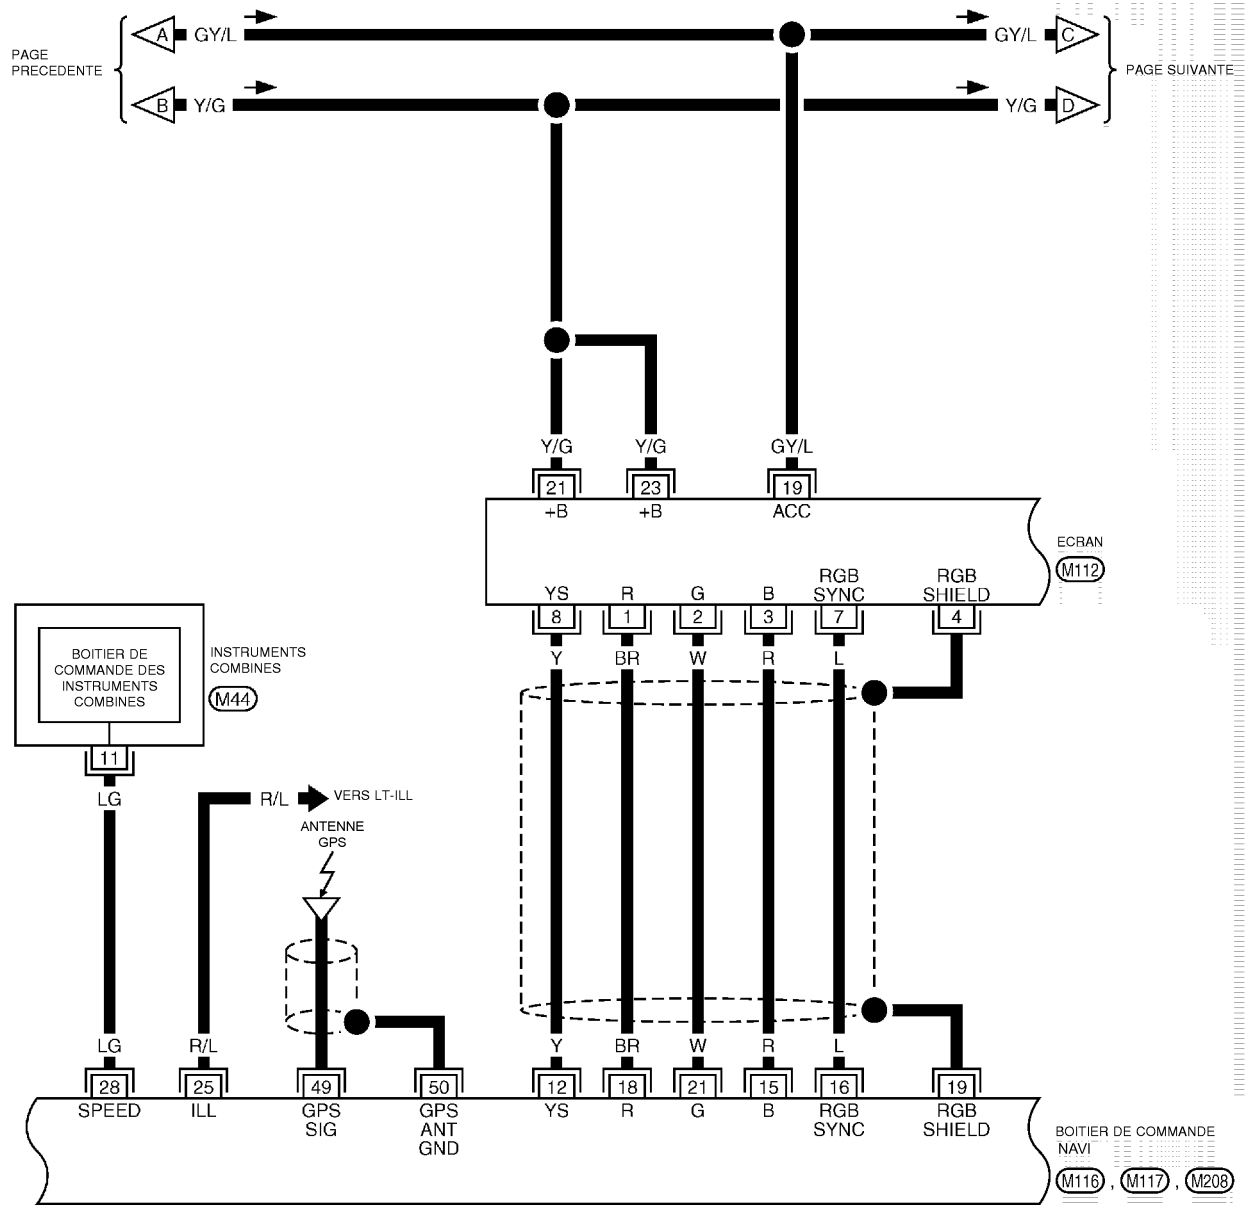 A GY/L GY/L C
PAGE
PRECEDENTE
PAGE SUIVANTE
B Y/G Y/G D
Y/G Y/G GY/L
21 23 19
+B +B ACC
ECRAN
M112
YS R G B RGB SYNC RGB SHIELD
8 1 2 3 7 4
Y BR W R L
BOITIER DE
COMMANDE DES
INSTRUMENTS
COMBINES
INSTRUMENTS
COMBINES
M44
11
LG
R/L VERS LT-ILL
ANTENNE
GPS
LG R/L Y BR W R L
28 25 49 50 12 18 21 15 16 19
SPEED ILL GPS SIG GPS ANT GND YS R G B RGB SYNC RGB SHIELD
BOITIER DE COMMANDE
NAVI
M116 , M117 , M208